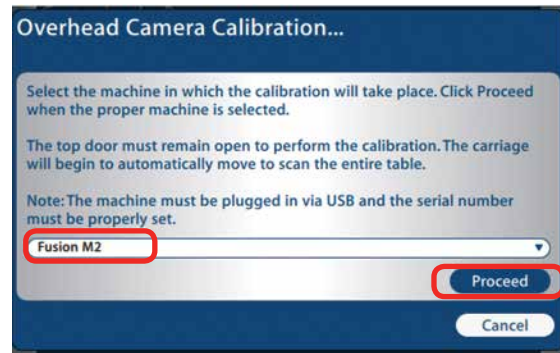 Overhead Camera Calibration...
Select the machine in which the calibration will take place. Click Proceed
when the proper machine is selected.
The top door must remain open to perform the calibration. The carriage
will begin to automatically move to scan the entire table.
Note: The machine must be plugged in via USB and the serial number
must be properly set.
Fusion M2
Proceed
Cancel